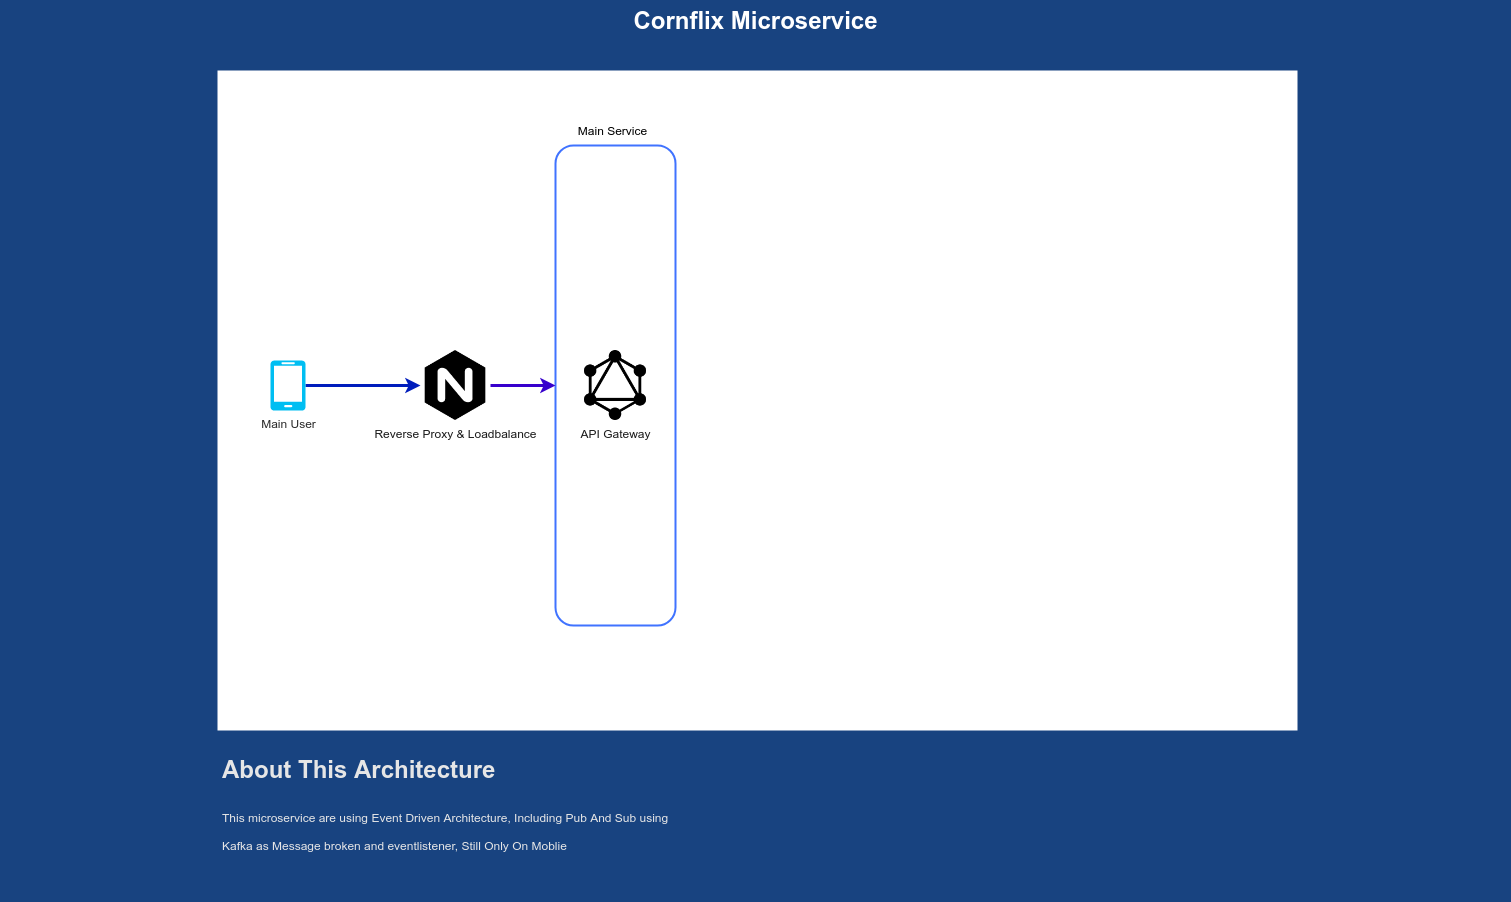 Cornflix Microservice
Main Service
N
Main User
Reverse Proxy & Loadbalance
API Gateway
About This Architecture
This microservice are using Event Driven Architecture, Including Pub And Sub using
Kafka as Message broken and eventlistener, Still Only On Moblie